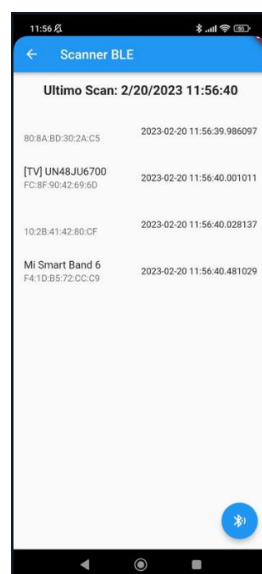 11:56
Scanner BLE
Ultimo Scan: 2/20/2023 11:56:40
80:8A:BD:30:2A:C5 2023-02-20 11:56:39.986097
[TV] UN48JU6700
FC:8F:90:42:69:6D 2023-02-20 11:56:40.001011
10:2B:41:42:80:CF 2023-02-20 11:56:40.028137
Mi Smart Band 6
F4:1D:B5:72:CC:C9 2023-02-20 11:56:40.481029